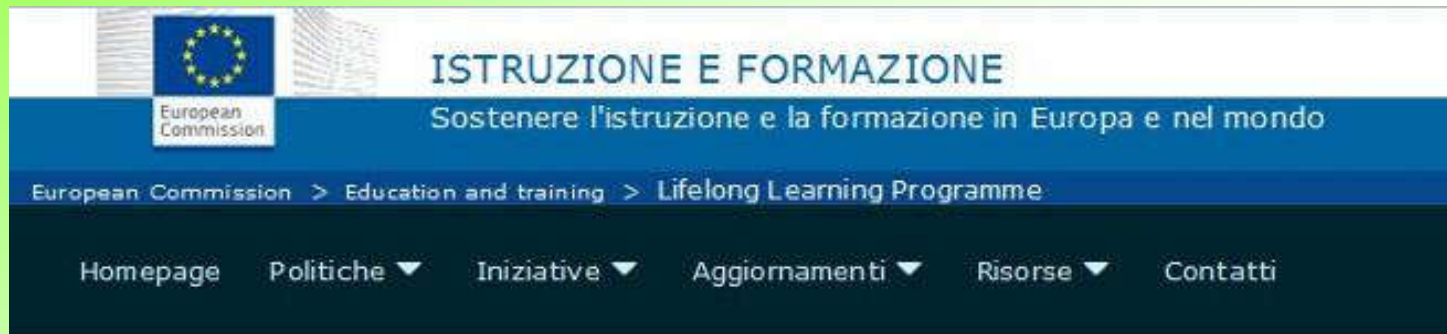 ISTRUZIONE E FORMAZIONE
European
Commission
Sostenere l'istruzione e la formazione in Europa e nel mondo
European Commission > Education and training > Lifelong Learning Programme
Homepage Politiche Iniziative Aggiornamenti Risorse Contatti